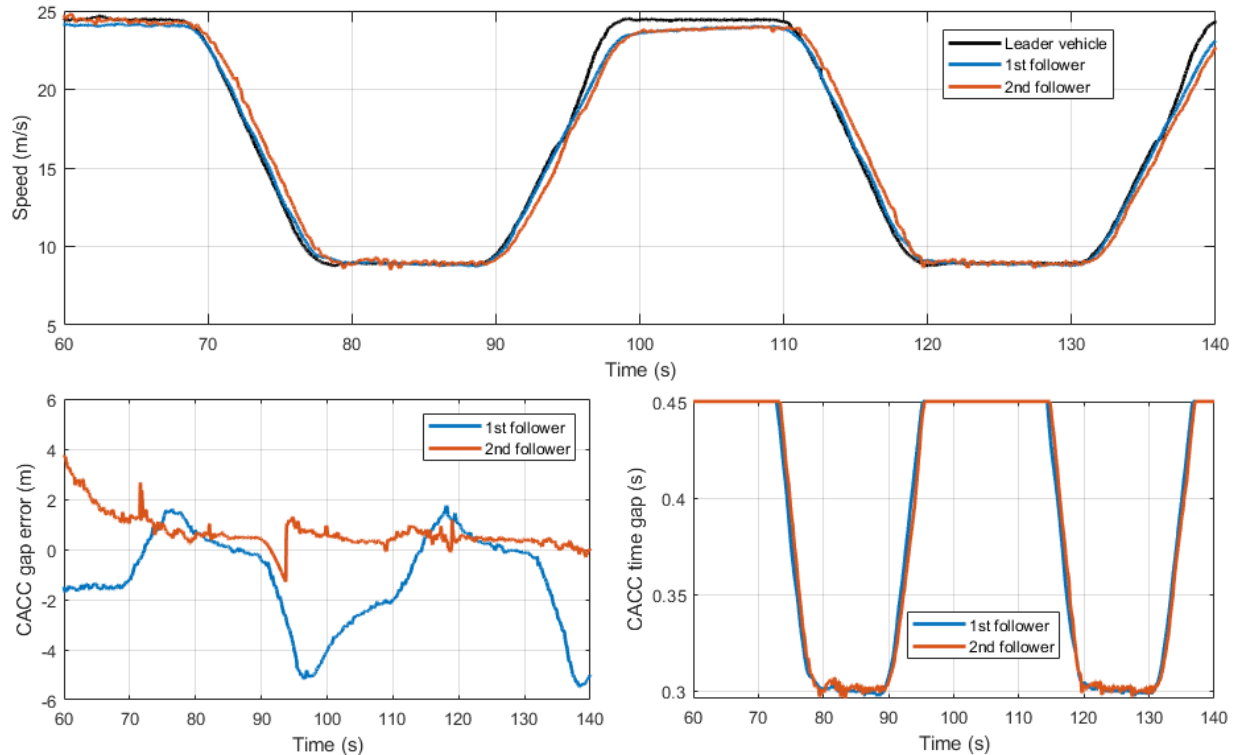 25
20
15
10
5
Speed (m/s)
Leader vehicle
1st follower
2nd follower
60 70 80 90 100 110 120 130 140
Time (s)
6
4
2
0
-2
-4
-6
CACC gap error (m)
1st follower
2nd follower
60 70 80 90 100 110 120 130 140
Time (s)
0.45
0.4
0.35
0.3
CACC time gap (s)
1st follower
2nd follower
60 70 80 90 100 110 120 130 140
Time (s)